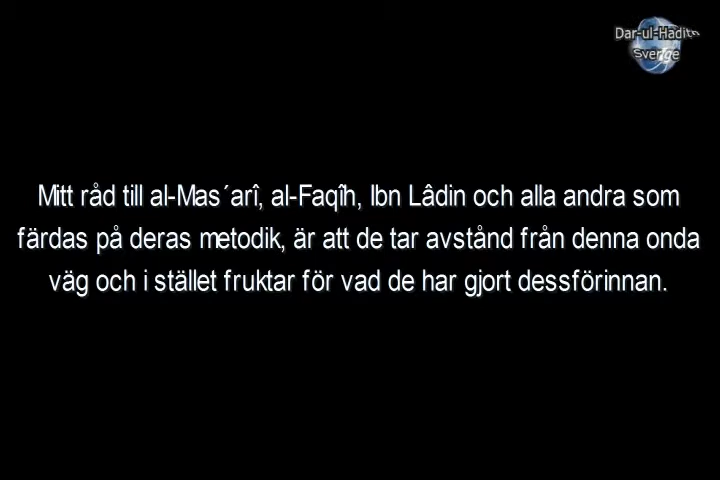 Dar-ul-Hadith
Sverige
Mitt råd till al-Mas´arî, al-Faqîh, Ibn Lâdin och alla andra som
färdas på deras metodik, är att de tar avstånd från denna onda
väg och i stället fruktar för vad de har gjort dessförinnan.